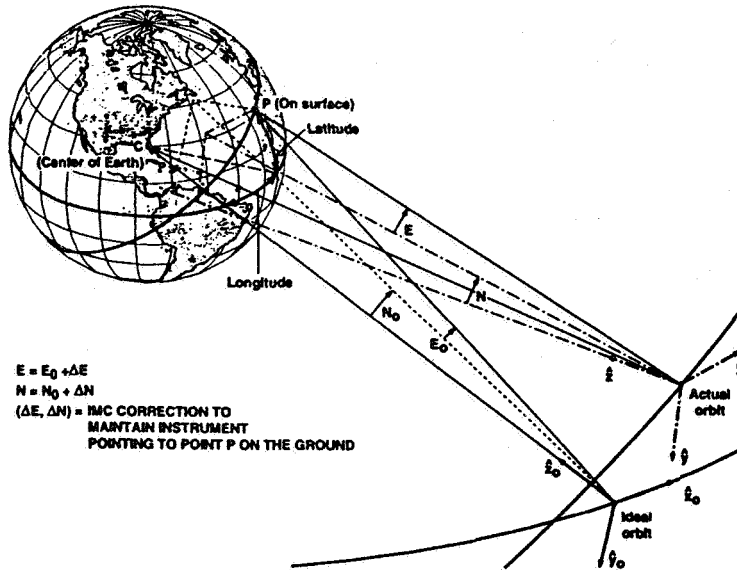 P (On surface)
Latitude
C
(Center of Earth)
E
Longitude
N
N₀
E₀
E = E₀ + ΔE
N = N₀ + ΔN
(ΔE, ΔN) = IMC CORRECTION TO
MAINTAIN INSTRUMENT
POINTING TO POINT P ON THE GROUND
ẑ
Actual
orbit
ŷ
ẑ₀
x̂₀
Ideal
orbit
ŷ₀